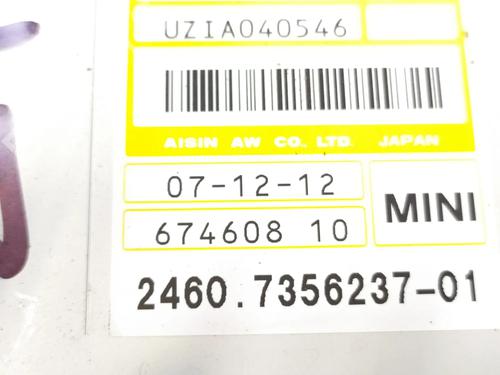 UZIA040546
AISIN AW CO., LTD. JAPAN
07-12-12
674608 10
MINI
2460.7356237-01